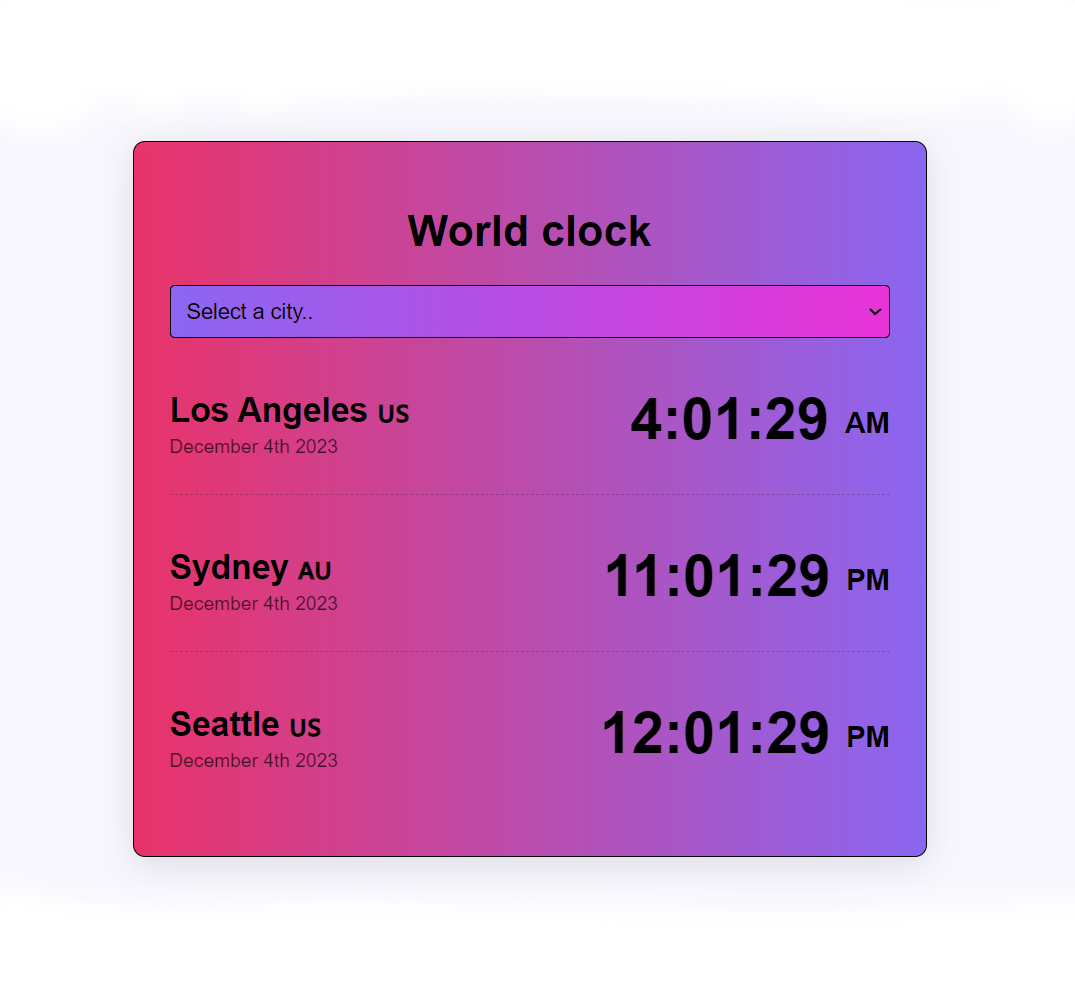 World clock
Select a city..
Los Angeles US
4:01:29 AM
December 4th 2023
Sydney AU
11:01:29 PM
December 4th 2023
Seattle US
12:01:29 PM
December 4th 2023